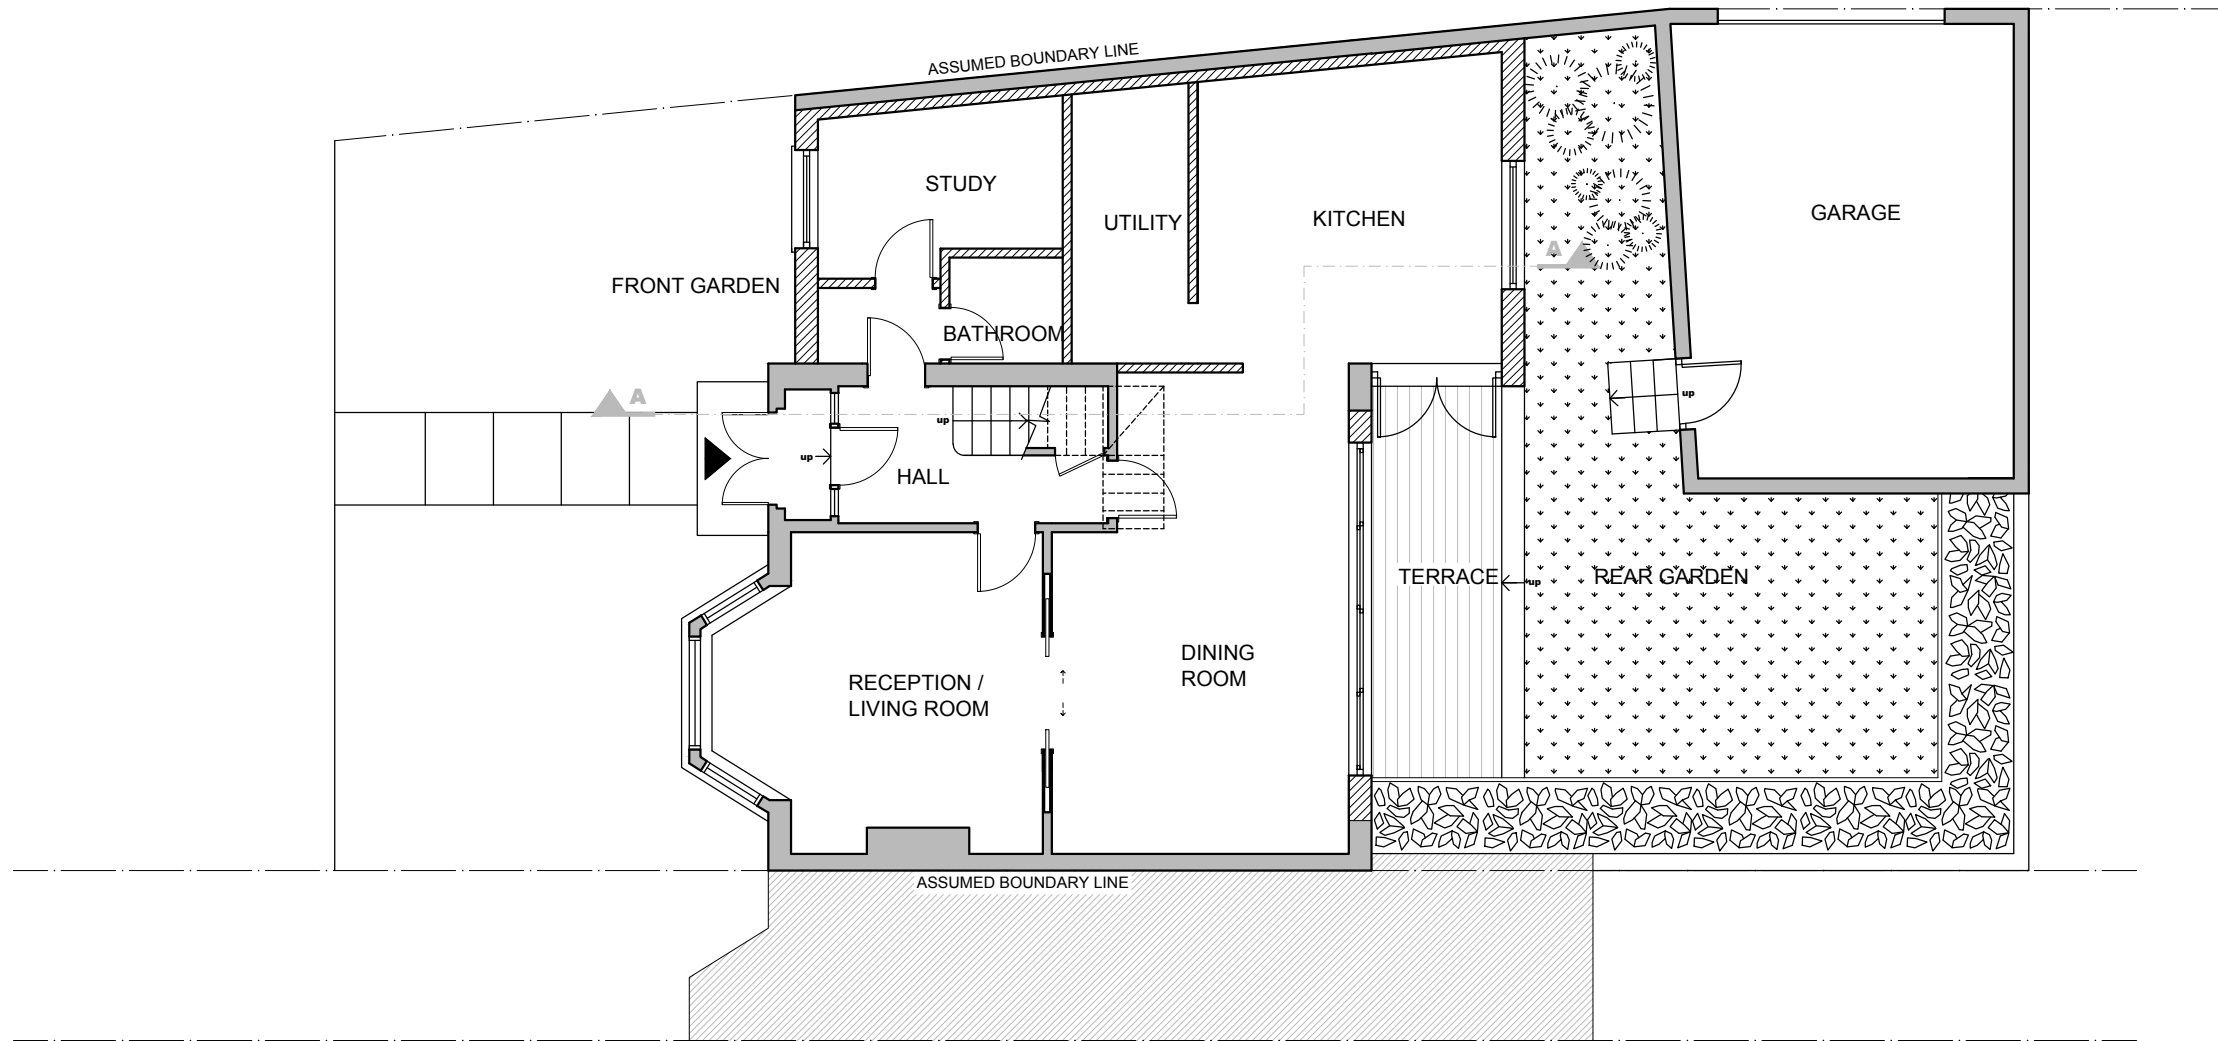 ASSUMED BOUNDARY LINE
STUDY
UTILITY
KITCHEN
GARAGE
A
FRONT GARDEN
BATHROOM
A
up
up
up
HALL
TERRACE
up
REAR GARDEN
DINING
ROOM
RECEPTION /
LIVING ROOM
ASSUMED BOUNDARY LINE